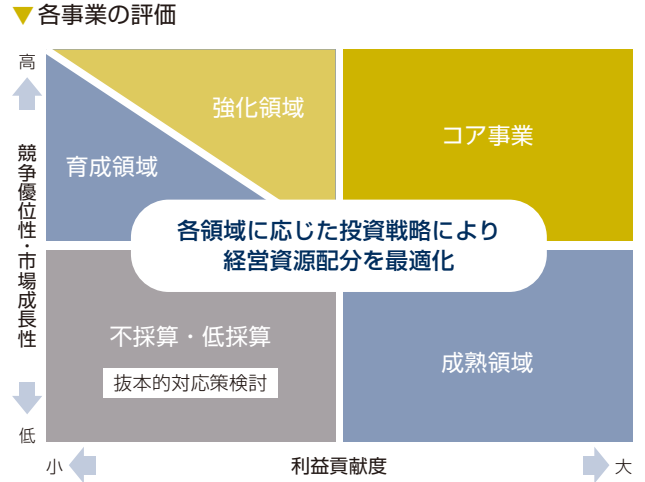 ▼各事業の評価
高
強化領域
コア事業
育成領域
競争優位性・市場成長性
各領域に応じた投資戦略により
経営資源配分を最適化
不採算・低採算
抜本的対応策検討
成熟領域
低
小
利益貢献度
大